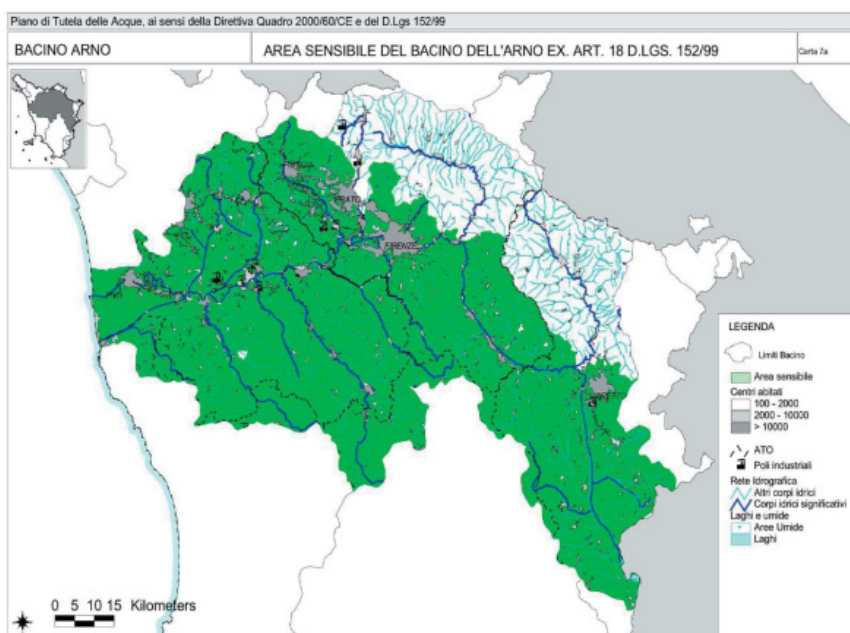 Piano di Tutela delle Acque, ai sensi della Direttiva Quadro 2000/60/CE e del D.Lgs 152/99
BACINO ARNO
AREA SENSIBILE DEL BACINO DELL'ARNO EX. ART. 18 D.LGS. 152/99
Carta 7a
PRATO
FIRENZE
LEGENDA
Limiti Bacino
Area sensibile
Centri abitati
100 - 2000
2000 - 10000
> 10000
ATO
Poli industriali
Rete Idrografica
Altri corpi idrici
Corpi idrici significativi
Laghi e umide
Aree Umide
Laghi
0 5 10 15 Kilometers